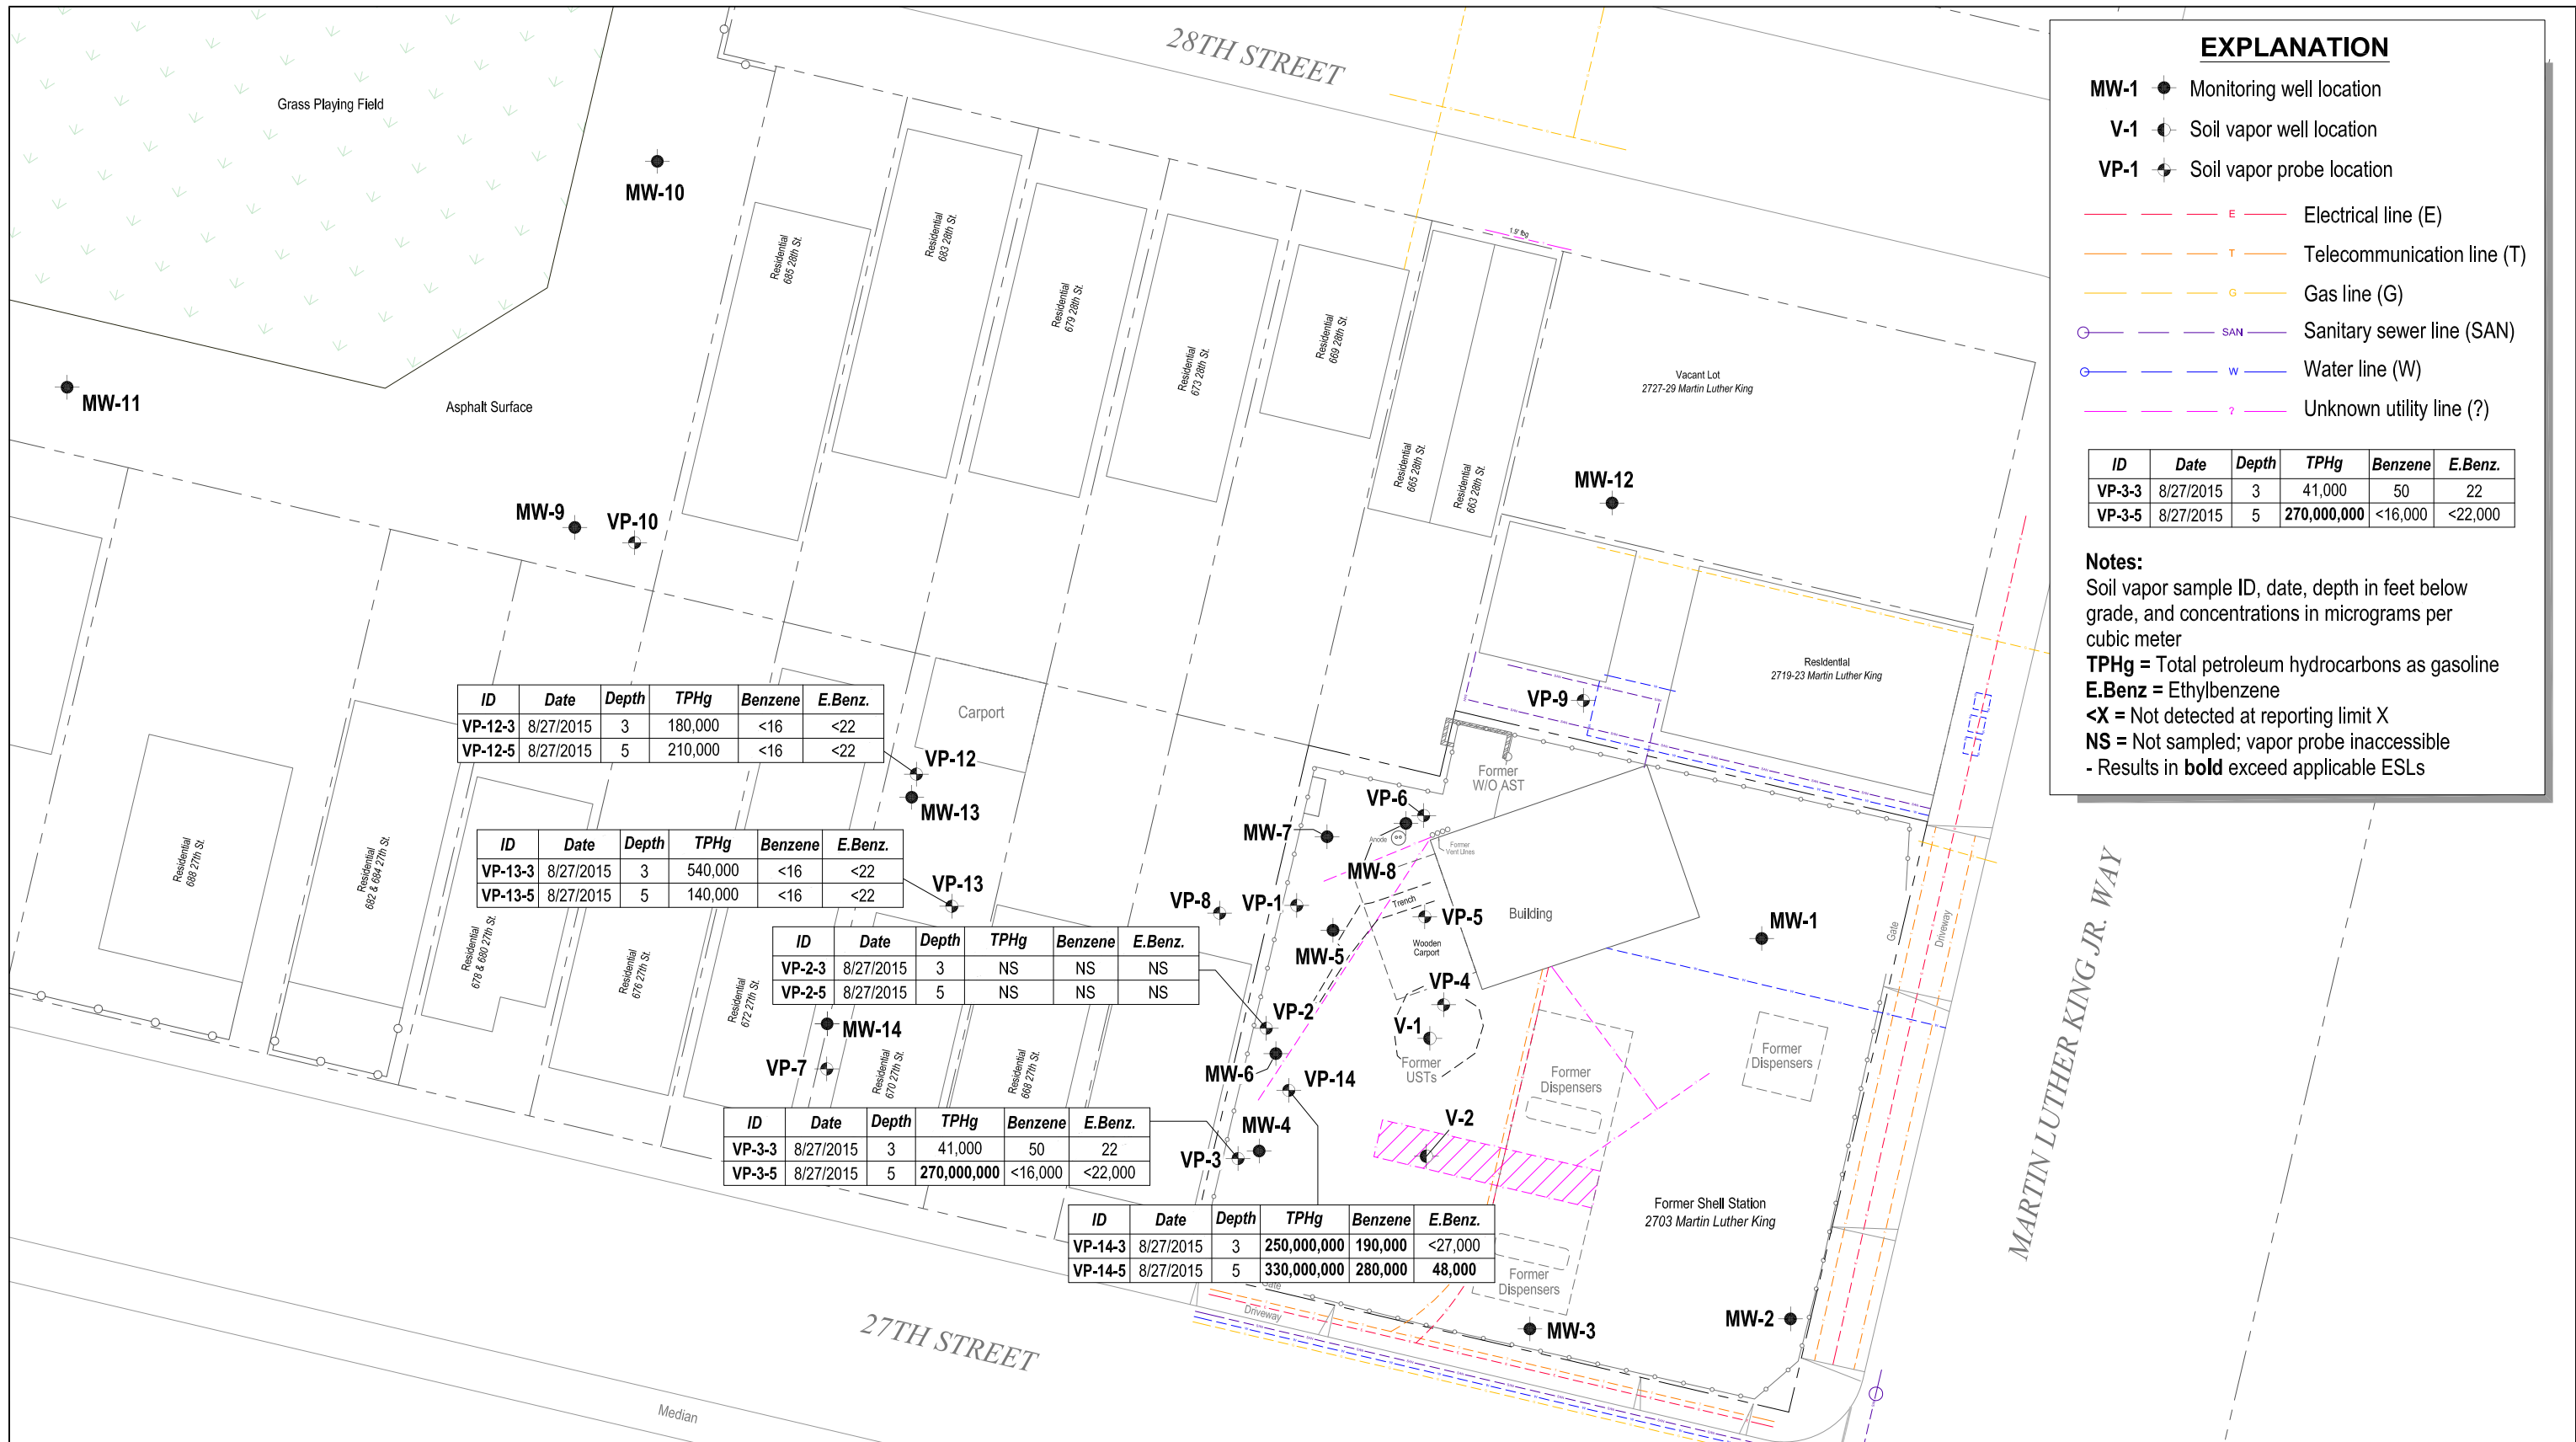 28TH STREET
Grass Playing Field
MW-10
Residential
685 28th St.
Residential
683 28th St.
Residential
679 28th St.
Residential
673 28th St.
Residential
669 28th St.
Residential
665 28th St.
Residential
663 28th St.
1.5' fbg
Vacant Lot
2727-29 Martin Luther King
MW-11
Asphalt Surface
MW-12
MW-9
VP-10
Residential
2719-23 Martin Luther King
VP-9
Carport
ID Date Depth TPHg Benzene E.Benz.
VP-12-3 8/27/2015 3 180,000 <16 <22
VP-12-5 8/27/2015 5 210,000 <16 <22
VP-12
MW-13
Former
W/O AST
VP-6
MW-7
Anode
Former
Vent Lines
MW-8
ID Date Depth TPHg Benzene E.Benz.
VP-13-3 8/27/2015 3 540,000 <16 <22
VP-13-5 8/27/2015 5 140,000 <16 <22
VP-13
VP-8
VP-1
Trench
VP-5
Building
Wooden
Carport
MW-5
MW-1
Gate
Driveway
Residential
688 27th St.
Residential
682 & 684 27th St.
Residential
678 & 680 27th St.
Residential
676 27th St.
Residential
672 27th St.
Residential
670 27th St.
Residential
668 27th St.
ID Date Depth TPHg Benzene E.Benz.
VP-2-3 8/27/2015 3 NS NS NS
VP-2-5 8/27/2015 5 NS NS NS
VP-4
VP-2
V-1
Former
USTs
MW-14
VP-7
MW-6
VP-14
Former
Dispensers
Former
Dispensers
ID Date Depth TPHg Benzene E.Benz.
VP-3-3 8/27/2015 3 41,000 50 22
VP-3-5 8/27/2015 5 270,000,000 <16,000 <22,000
MW-4
VP-3
V-2
Former Shell Station
2703 Martin Luther King
ID Date Depth TPHg Benzene E.Benz.
VP-14-3 8/27/2015 3 250,000,000 190,000 <27,000
VP-14-5 8/27/2015 5 330,000,000 280,000 48,000
Former
Dispensers
Gate
Driveway
MW-3
MW-2
27TH STREET
Median
MARTIN LUTHER KING JR. WAY
EXPLANATION
MW-1 Monitoring well location
V-1 Soil vapor well location
VP-1 Soil vapor probe location
E Electrical line (E)
T Telecommunication line (T)
G Gas line (G)
SAN Sanitary sewer line (SAN)
W Water line (W)
? Unknown utility line (?)
ID Date Depth TPHg Benzene E.Benz.
VP-3-3 8/27/2015 3 41,000 50 22
VP-3-5 8/27/2015 5 270,000,000 <16,000 <22,000
Notes:
Soil vapor sample ID, date, depth in feet below
grade, and concentrations in micrograms per
cubic meter
TPHg = Total petroleum hydrocarbons as gasoline
E.Benz = Ethylbenzene
<X = Not detected at reporting limit X
NS = Not sampled; vapor probe inaccessible
- Results in bold exceed applicable ESLs